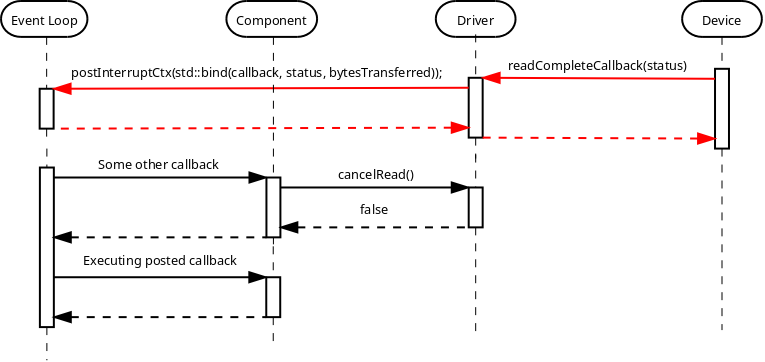 Event Loop
Component
Driver
Device
readCompleteCallback(status)
postInterruptCtx(std::bind(callback, status, bytesTransferred));
Some other callback
cancelRead()
false
Executing posted callback